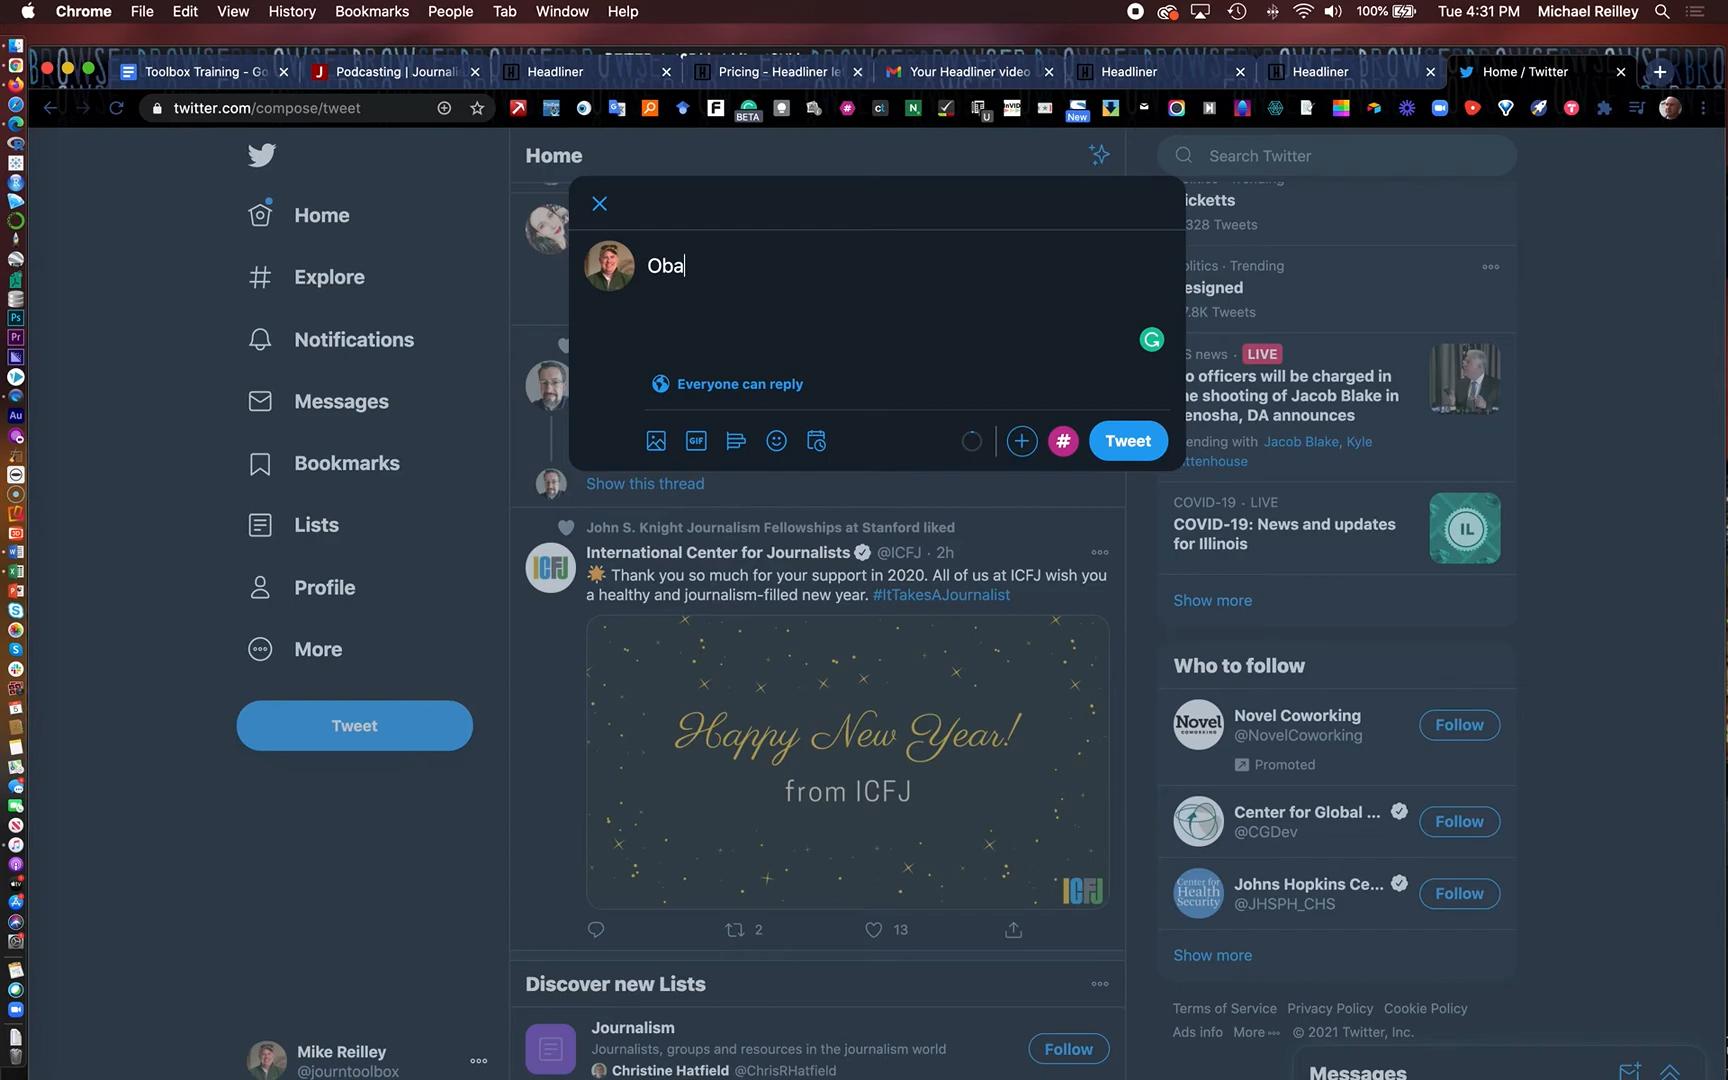 Chrome File Edit View History Bookmarks People Tab Window Help
100% Tue 4:31 PM Michael Reilley
Toolbox Training - Go
Podcasting | Journali
Headliner
Pricing - Headliner le
Your Headliner video
Headliner
Headliner
Home / Twitter
twitter.com/compose/tweet
BETA
New
Home
Search Twitter
Home
Explore
Notifications
Messages
Bookmarks
Lists
Profile
More
Tweet
Mike Reilley
@journtoolbox
Oba
Everyone can reply
GIF
Tweet
Show this thread
John S. Knight Journalism Fellowships at Stanford liked
International Center for Journalists @ICFJ · 2h
Thank you so much for your support in 2020. All of us at ICFJ wish you
a healthy and journalism-filled new year. #ItTakesAJournalist
Happy New Year!
from ICFJ
ICFJ
2
13
Discover new Lists
Journalism
Journalists, groups and resources in the journalism world
Christine Hatfield @ChrisRHatfield
Follow
icketts
328 Tweets
olitics · Trending
esigned
7.8K Tweets
S news · LIVE
o officers will be charged in
he shooting of Jacob Blake in
enosha, DA announces
ending with Jacob Blake, Kyle
ttenhouse
COVID-19 · LIVE
COVID-19: News and updates
for Illinois
IL
Show more
Who to follow
Novel Coworking
@NovelCoworking
Promoted
Follow
Center for Global ...
@CGDev
Follow
Johns Hopkins Ce...
@JHSPH_CHS
Follow
Show more
Terms of Service Privacy Policy Cookie Policy
Ads info More © 2021 Twitter, Inc.
Messages